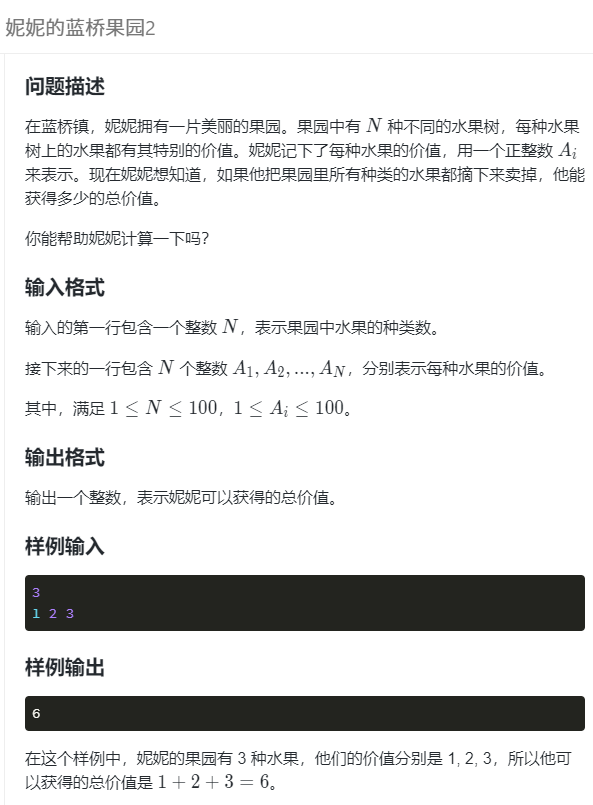 妮妮的蓝桥果园2
问题描述
在蓝桥镇，妮妮拥有一片美丽的果园。果园中有 N 种不同的水果树，每种水果
树上的水果都有其特别的价值。妮妮记下了每种水果的价值，用一个正整数 Aᵢ
来表示。现在妮妮想知道，如果他把果园里所有种类的水果都摘下来卖掉，他能
获得多少的总价值。
你能帮助妮妮计算一下吗？
输入格式
输入的第一行包含一个整数 N，表示果园中水果的种类数。
接下来的一行包含 N 个整数 A₁, A₂, ..., A_N，分别表示每种水果的价值。
其中，满足 1 ≤ N ≤ 100，1 ≤ Aᵢ ≤ 100。
输出格式
输出一个整数，表示妮妮可以获得的总价值。
样例输入
3
1 2 3
样例输出
6
在这个样例中，妮妮的果园有 3 种水果，他们的价值分别是 1, 2, 3，所以他可
以获得的总价值是 1 + 2 + 3 = 6。